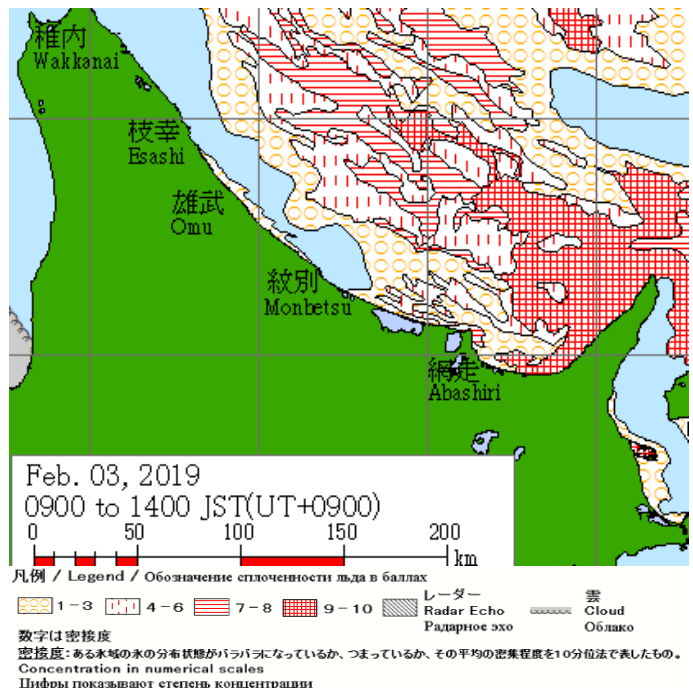 稚内
Wakkanai
枝幸
Esashi
雄武
Omu
紋別
Monbetsu
網走
Abashiri
Feb. 03, 2019
0900 to 1400 JST(UT+0900)
0 50 100 150 200
km
凡例 / Legend / Обозначение сплоченности льда в баллах
1-3 4-6 7-8 9-10 レーダー Radar Echo Радарное эхо 雲 Cloud Облако
数字は密接度
密接度:ある氷域の氷の分布状態がバラバラになっているか、つまっているか、その平均の密集程度を10分位法で表したもの。
Concentration in numerical scales
Цифры показывают степень концентрации